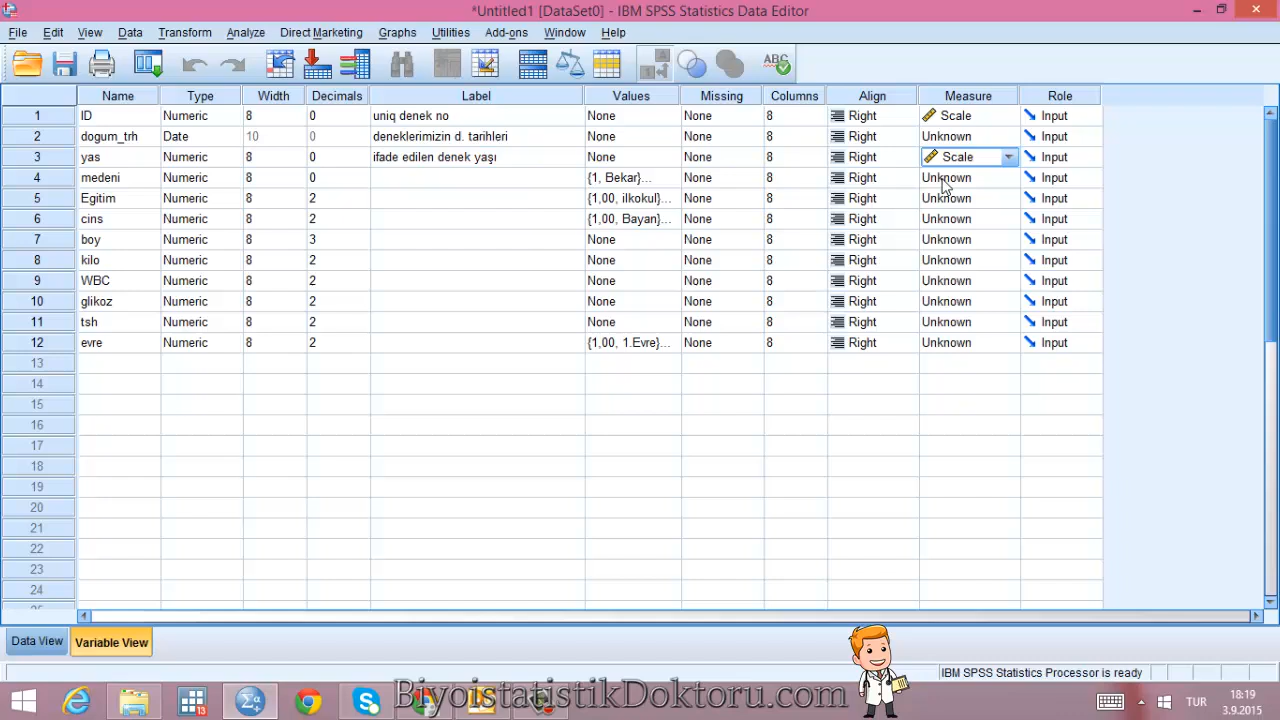 *Untitled1 [DataSet0] - IBM SPSS Statistics Data Editor
File Edit View Data Transform Analyze Direct Marketing Graphs Utilities Add-ons Window Help
Name Type Width Decimals Label Values Missing Columns Align Measure Role
1 ID Numeric 8 0 uniq denek no None None 8 Right Scale Input
2 dogum_trh Date 10 0 deneklerimizin d. tarihleri None None 8 Right Unknown Input
3 yas Numeric 8 0 ifade edilen denek yaşı None None 8 Right Scale Input
4 medeni Numeric 8 0 {1, Bekar}... None 8 Right Unknown Input
5 Egitim Numeric 8 2 {1,00, ilkokul}... None 8 Right Unknown Input
6 cins Numeric 8 2 {1,00, Bayan}... None 8 Right Unknown Input
7 boy Numeric 8 3 None None 8 Right Unknown Input
8 kilo Numeric 8 2 None None 8 Right Unknown Input
9 WBC Numeric 8 2 None None 8 Right Unknown Input
10 glikoz Numeric 8 2 None None 8 Right Unknown Input
11 tsh Numeric 8 2 None None 8 Right Unknown Input
12 evre Numeric 8 2 {1,00, 1.Evre}... None 8 Right Unknown Input
13
14
15
16
17
18
19
20
21
22
23
24
Data View Variable View
IBM SPSS Statistics Processor is ready
BiyoistatistikDoktoru.com
TUR
18:19
3.9.2015